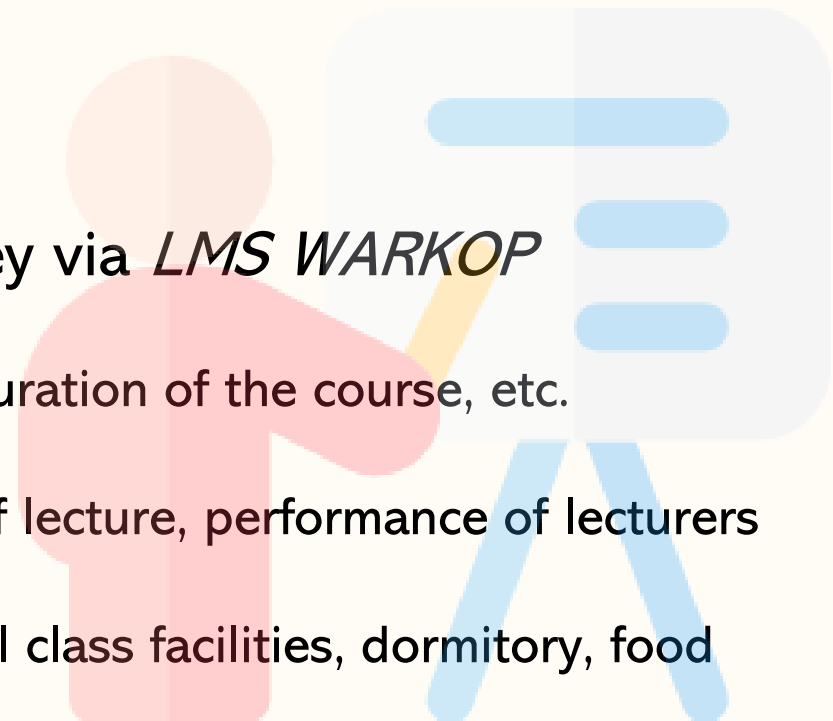 ey via LMS WARKOP
uration of the course, etc.
f lecture, performance of lecturers
l class facilities, dormitory, food